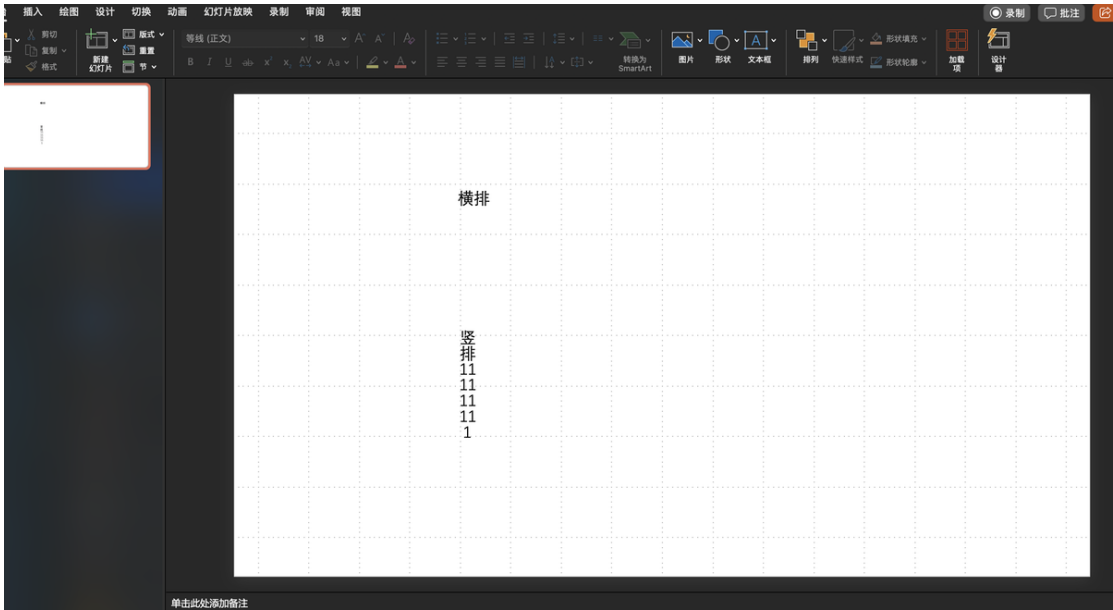 插入 绘图 设计 切换 动画 幻灯片放映 录制 审阅 视图
录制 批注
剪切
复制
格式
新建
幻灯片
版式
重置
节
等线 (正文) 18
转换为
SmartArt
图片 形状 文本框
排列 快速样式
形状填充
形状轮廓
加载
项
设计
器
横排
竖
排
11
11
11
11
1
单击此处添加备注